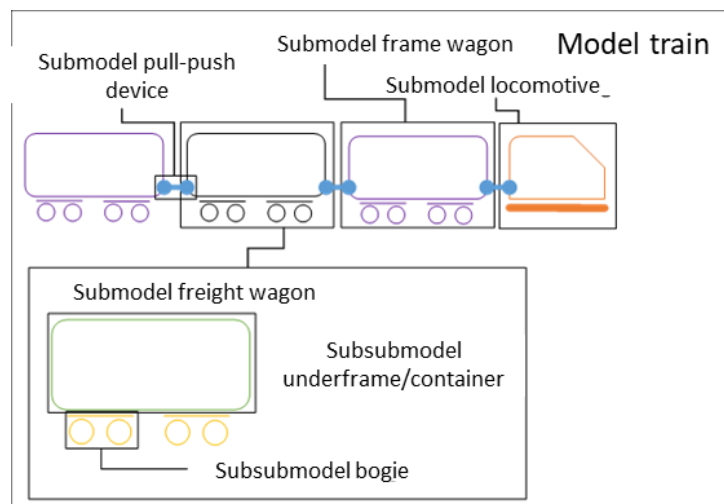 Model train
Submodel frame wagon
Submodel pull-push
device
Submodel locomotive
Submodel freight wagon
Subsubmodel
underframe/container
Subsubmodel bogie